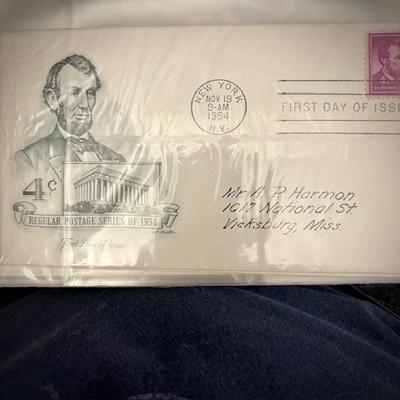 NEW YORK
NOV 19
9-AM
1954
N.Y.
FIRST DAY OF ISSU
4¢
4¢
REGULAR POSTAGE SERIES OF 1954
First Day of Issue
Mr. A. P. Harmon
1017 National St.
Vicksburg, Miss.